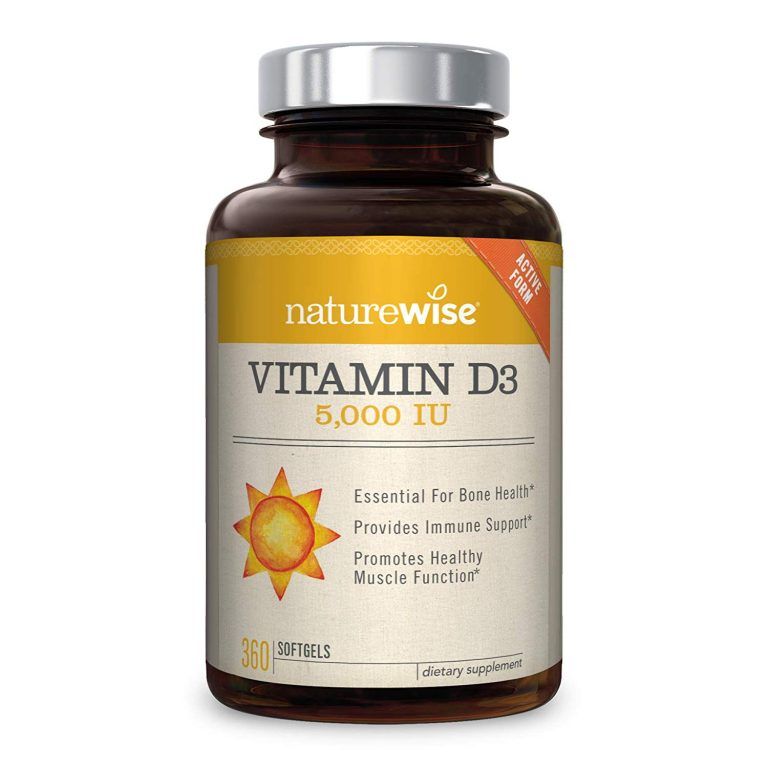 ACTIVE
FORM
naturewise®
VITAMIN D3
5,000 IU
Essential For Bone Health*
Provides Immune Support*
Promotes Healthy
Muscle Function*
360 SOFTGELS
dietary supplement